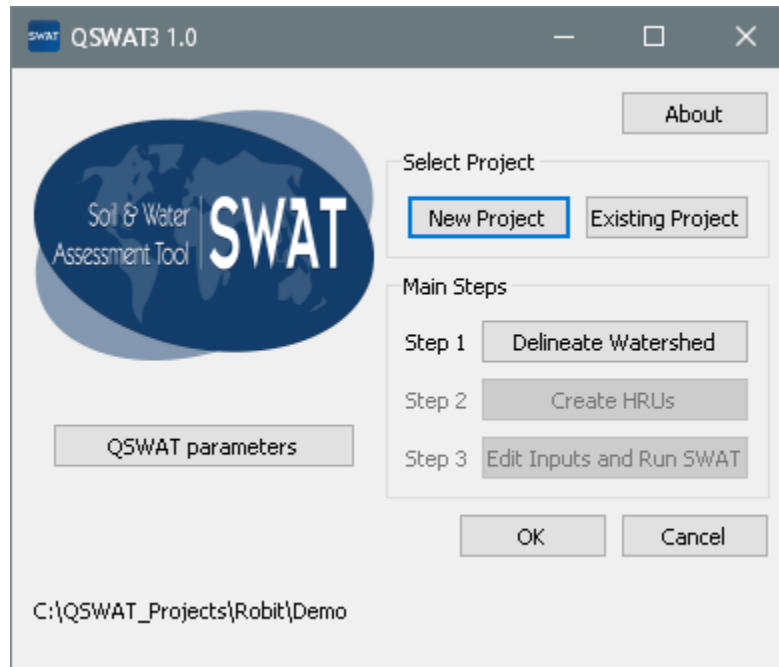 SWAT QSWAT3 1.0
About
Soil & Water
Assessment Tool
SWAT
Select Project
New Project Existing Project
Main Steps
Step 1 Delineate Watershed
Step 2 Create HRUs
QSWAT parameters
Step 3 Edit Inputs and Run SWAT
OK Cancel
C:\QSWAT_Projects\Robit\Demo